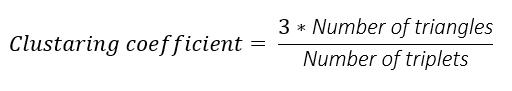 Clustaring coefficient = 3 * Number of triangles / Number of triplets